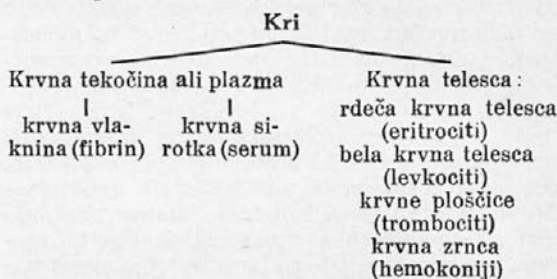 Kri
Krvna tekočina ali plazma
krvna vla-
knina (fibrin)
krvna si-
rotka (serum)
Krvna telesca:
rdeča krvna telesca
(eritrociti)
bela krvna telesca
(levkociti)
krvne ploščice
(trombociti)
krvna zrnca
(hemokoniji)